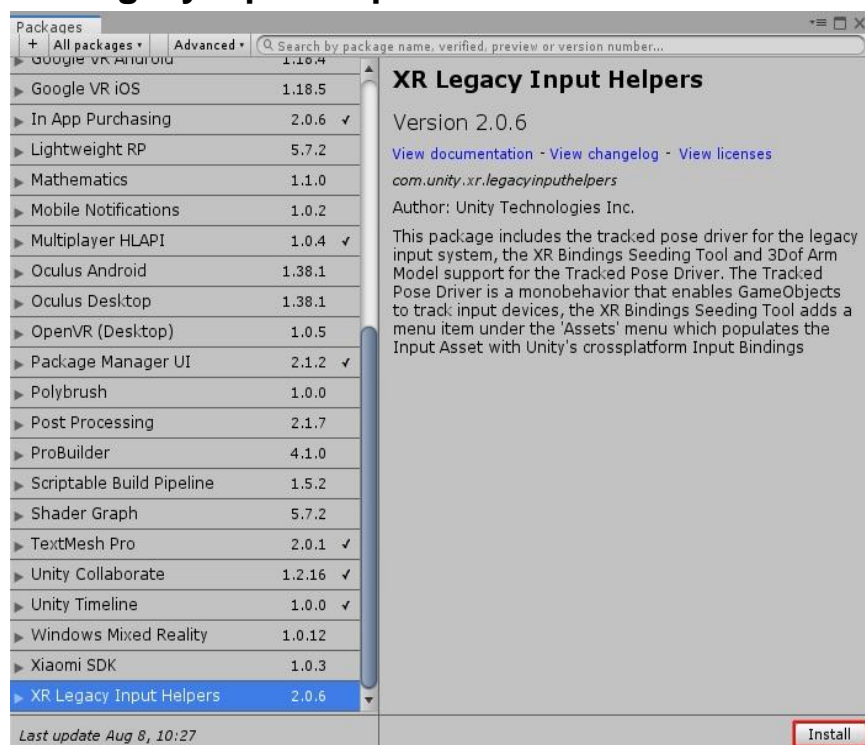 Packages
+ All packages Advanced Search by package name, verified, preview or version number...
Google VR Android 1.18.4
Google VR iOS 1.18.5
In App Purchasing 2.0.6 ✓
Lightweight RP 5.7.2
Mathematics 1.1.0
Mobile Notifications 1.0.2
Multiplayer HLAPI 1.0.4 ✓
Oculus Android 1.38.1
Oculus Desktop 1.38.1
OpenVR (Desktop) 1.0.5
Package Manager UI 2.1.2 ✓
Polybrush 1.0.0
Post Processing 2.1.7
ProBuilder 4.1.0
Scriptable Build Pipeline 1.5.2
Shader Graph 5.7.2
TextMesh Pro 2.0.1 ✓
Unity Collaborate 1.2.16 ✓
Unity Timeline 1.0.0 ✓
Windows Mixed Reality 1.0.12
Xiaomi SDK 1.0.3
XR Legacy Input Helpers 2.0.6
Last update Aug 8, 10:27
XR Legacy Input Helpers
Version 2.0.6
View documentation - View changelog - View licenses
com.unity.xr.legacyinputhelpers
Author: Unity Technologies Inc.
This package includes the tracked pose driver for the legacy
input system, the XR Bindings Seeding Tool and 3Dof Arm
Model support for the Tracked Pose Driver. The Tracked
Pose Driver is a monobehavior that enables GameObjects
to track input devices, the XR Bindings Seeding Tool adds a
menu item under the 'Assets' menu which populates the
Input Asset with Unity's crossplatform Input Bindings
Install